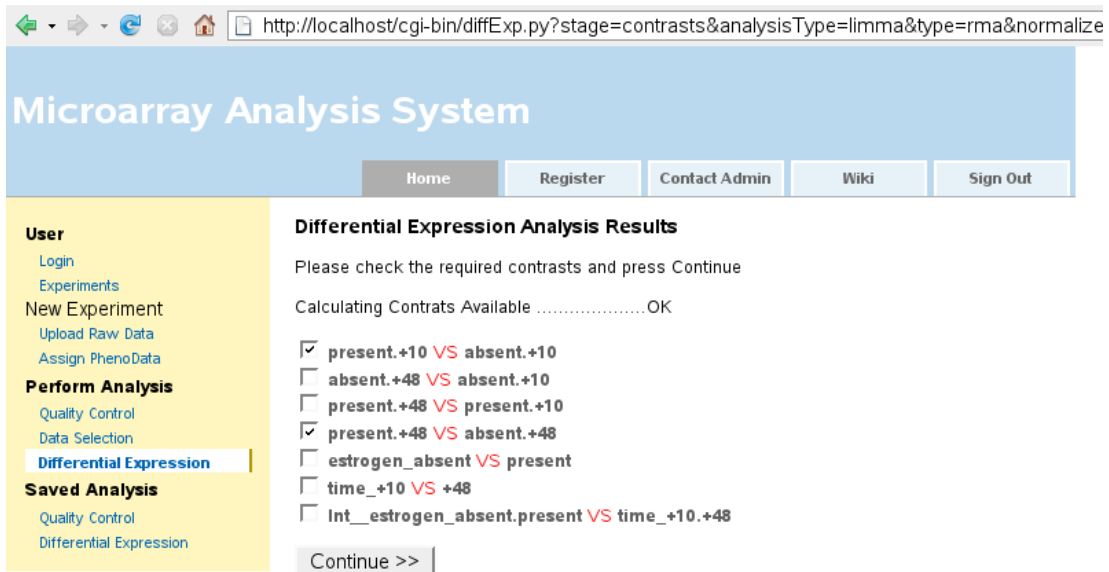 http://localhost/cgi-bin/diffExp.py?stage=contrasts&analysisType=limma&type=rma&normalize
Microarray Analysis System
Home Register Contact Admin Wiki Sign Out
User
Login
Experiments
New Experiment
Upload Raw Data
Assign PhenoData
Perform Analysis
Quality Control
Data Selection
Differential Expression
Saved Analysis
Quality Control
Differential Expression
Differential Expression Analysis Results
Please check the required contrasts and press Continue
Calculating Contrats Available .....................OK
present.+10 VS absent.+10
absent.+48 VS absent.+10
present.+48 VS present.+10
present.+48 VS absent.+48
estrogen_absent VS present
time_+10 VS +48
Int__estrogen_absent.present VS time_+10.+48
Continue >>